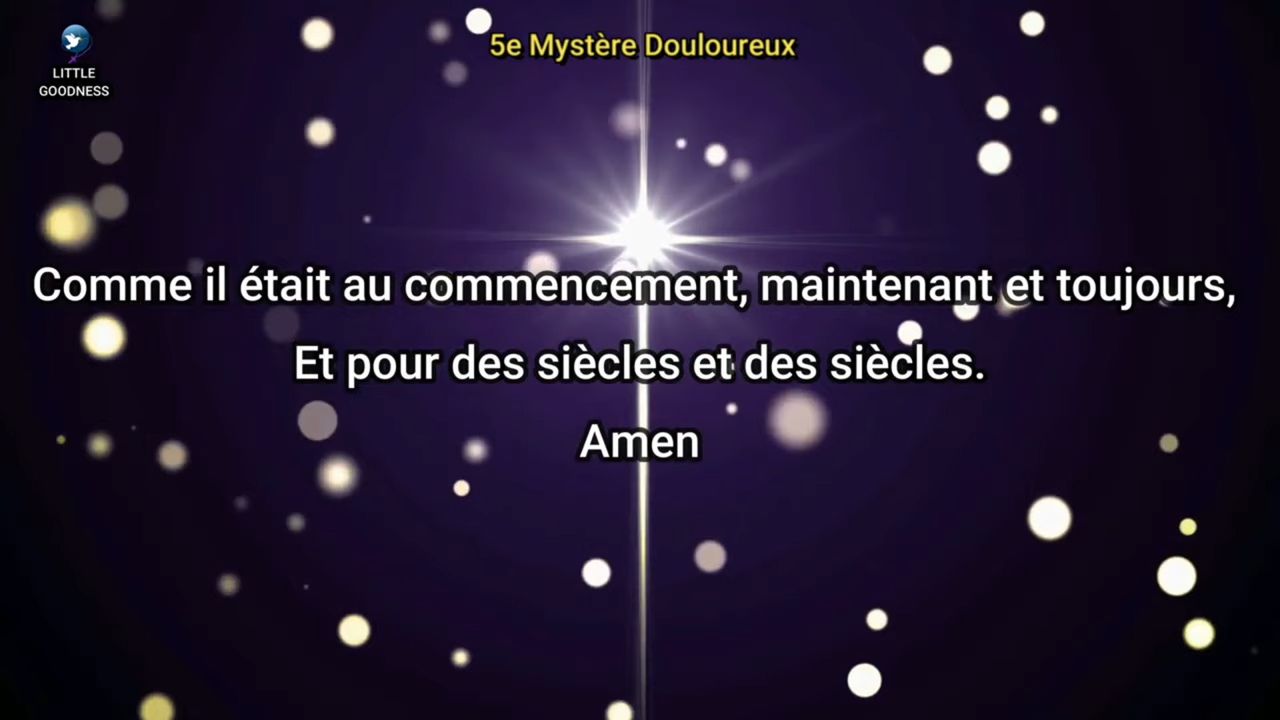 5e Mystère Douloureux
LITTLE
GOODNESS
Comme il était au commencement, maintenant et toujours,
Et pour des siècles et des siècles.
Amen